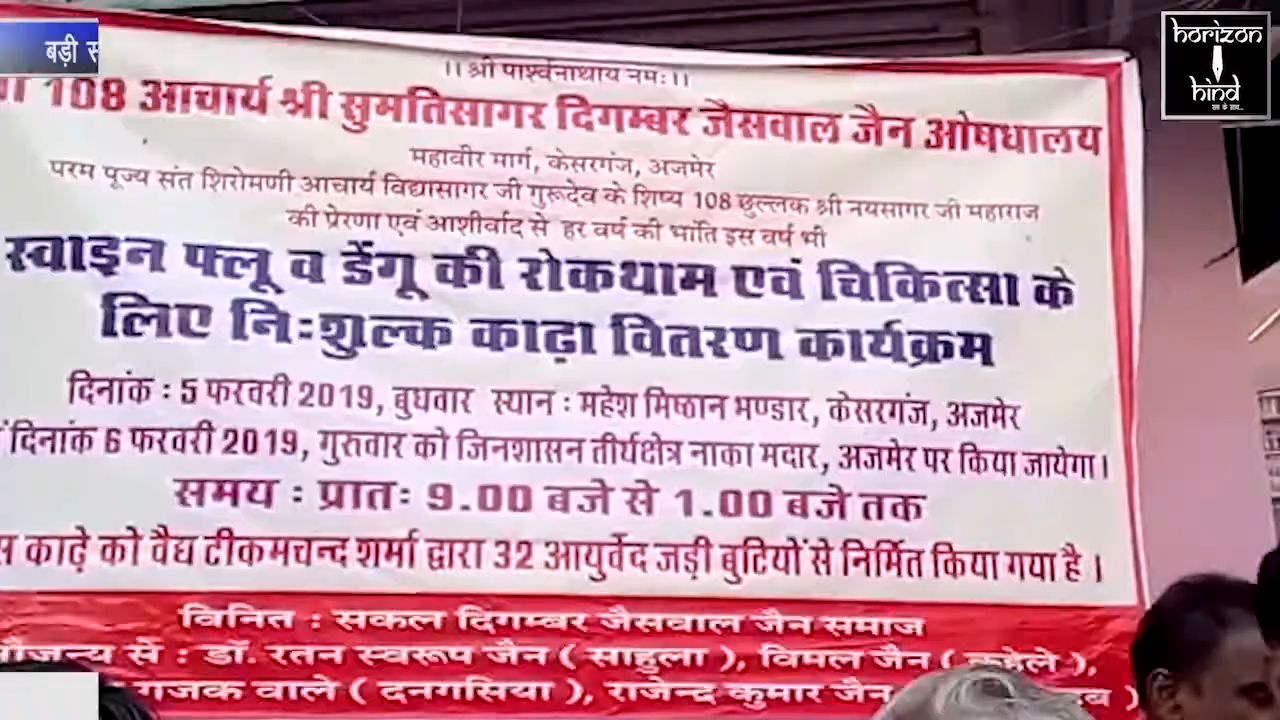 बड़ी
horizon
hind
।। श्री पार्श्वनाथाय नमः।।
108 आचार्य श्री सुमतिसागर दिगम्बर जैसवाल जैन ओषधालय
महावीर मार्ग, केसरगंज, अजमेर
परम पूज्य संत शिरोमणी आचार्य विद्यासागर जी गुरूदेव के शिष्य 108 छुल्लक श्री नयसागर जी महाराज
की प्रेरणा एवं आशीर्वाद से हर वर्ष की भांति इस वर्ष भी
स्वाइन फ्लू व डेंगू की रोकथाम एवं चिकित्सा के
लिए निःशुल्क काढ़ा वितरण कार्यक्रम
दिनांक : 5 फरवरी 2019, बुधवार स्थान : महेश मिष्ठान भण्डार, केसरगंज, अजमेर
दिनांक 6 फरवरी 2019, गुरुवार को जिनशासन तीर्थक्षेत्र नाका मदार, अजमेर पर किया जायेगा।
समय : प्रातः 9.00 बजे से 1.00 बजे तक
काढ़े को वैद्य टीकमचन्द शर्मा द्वारा 32 आयुर्वेद जड़ी बुटियों से निर्मित किया गया है।
विनित : सकल दिगम्बर जैसवाल जैन समाज
से : डॉ. रतन स्वरूप जैन ( साहुला ), विमल जैन (
गजक वाले ( दनगसिया ), राजेन्द्र कुमार जैन